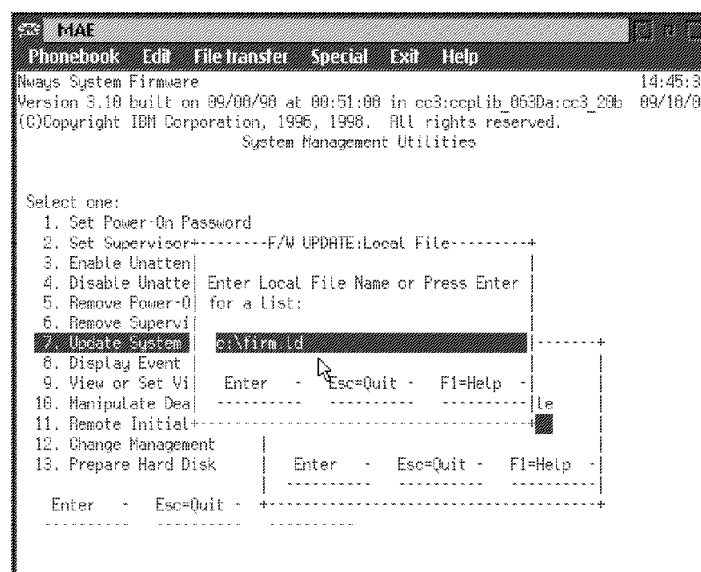 MAE
Phonebook Edit File transfer Special Exit Help
Nways System Firmware 14:45:3
Version 3.10 built on 09/08/98 at 00:51:00 in cc3:ccplib_063Da:cc3_20b 09/10/0
(C)Copyright IBM Corporation, 1996, 1998. All rights reserved.
System Management Utilities
Select one:
1. Set Power-On Password
2. Set Supervisor+--------F/W UPDATE:Local File---------+
3. Enable Unatten
4. Disable Unatte Enter Local File Name or Press Enter
5. Remove Power-O for a list:
6. Remove Supervi
7. Update System c:\firm.ld
8. Display Event
9. View or Set Vi Enter - Esc=Quit - F1=Help -
10. Manipulate Dea le
11. Remote Initial
12. Change Management
13. Prepare Hard Disk Enter - Esc=Quit - F1=Help -
Enter - Esc=Quit -